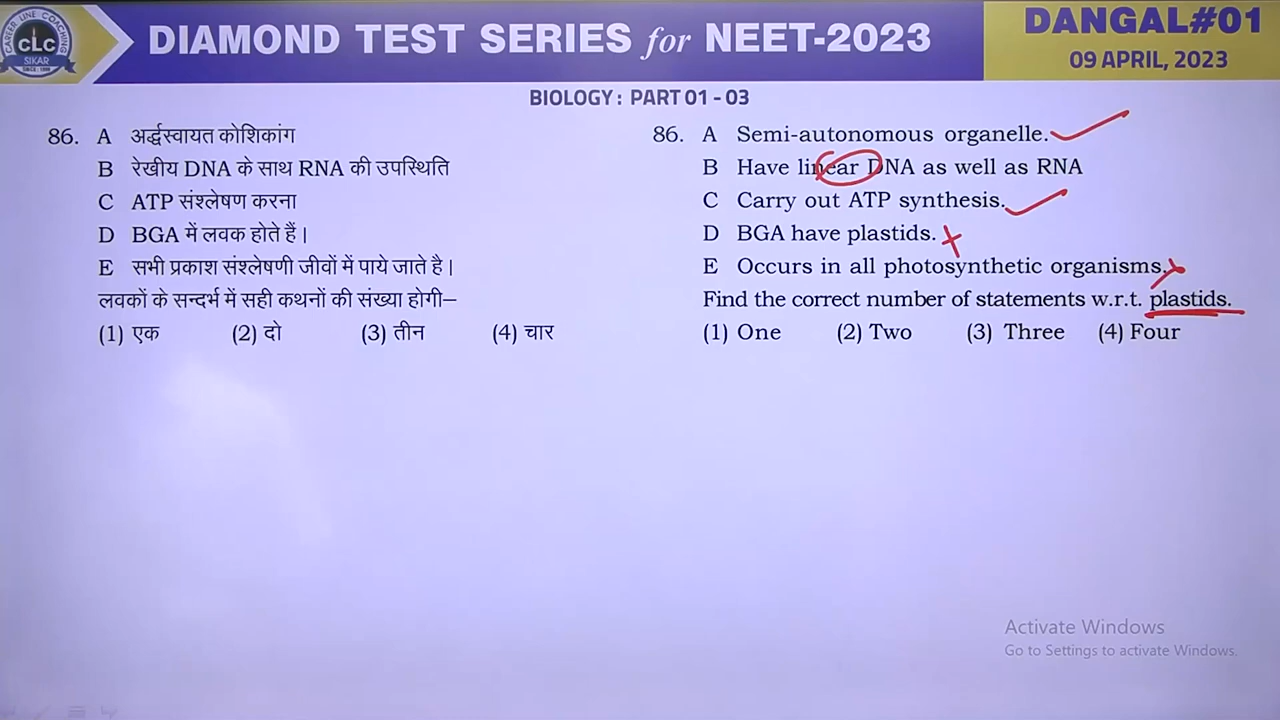 CAREER LINE COACHING
CLC
SIKAR
DIAMOND TEST SERIES for NEET-2023
DANGAL#01
09 APRIL, 2023
BIOLOGY : PART 01 - 03
86. A अर्द्धस्वायत कोशिकांग
B रेखीय DNA के साथ RNA की उपस्थिति
C ATP संश्लेषण करना
D BGA में लवक होते हैं।
E सभी प्रकाश संश्लेषणी जीवों में पाये जाते है।
लवकों के सन्दर्भ में सही कथनों की संख्या होगी–
(1) एक (2) दो (3) तीन (4) चार
86. A Semi-autonomous organelle.
B Have linear DNA as well as RNA
C Carry out ATP synthesis.
D BGA have plastids.
E Occurs in all photosynthetic organisms.
Find the correct number of statements w.r.t. plastids.
(1) One (2) Two (3) Three (4) Four
Activate Windows
Go to Settings to activate Windows.